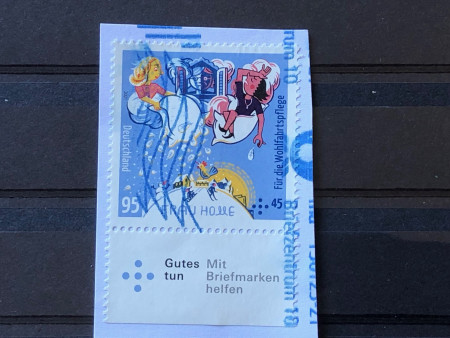 Deutschland
Für die Wohlfahrtspflege
95
45
FRAU HOLLE
Gutes tun
Mit Briefmarken helfen
Briefzentrum 10